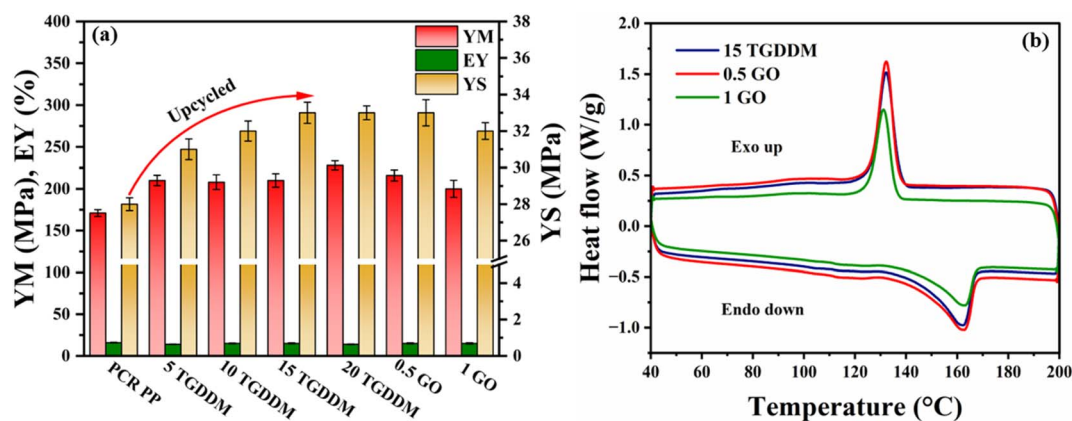 (a)
YM
EY
YS
Upcycled
YM (MPa), EY (%)
400
350
300
250
200
150
100
50
0
YS (MPa)
38
36
34
32
30
28
26
4
2
0
PCR PP
5 TGDDM
10 TGDDM
15 TGDDM
20 TGDDM
0.5 GO
1 GO
(b)
15 TGDDM
0.5 GO
1 GO
Exo up
Endo down
Heat flow (W/g)
2.0
1.5
1.0
0.5
0.0
−0.5
−1.0
40 60 80 100 120 140 160 180 200
Temperature (°C)